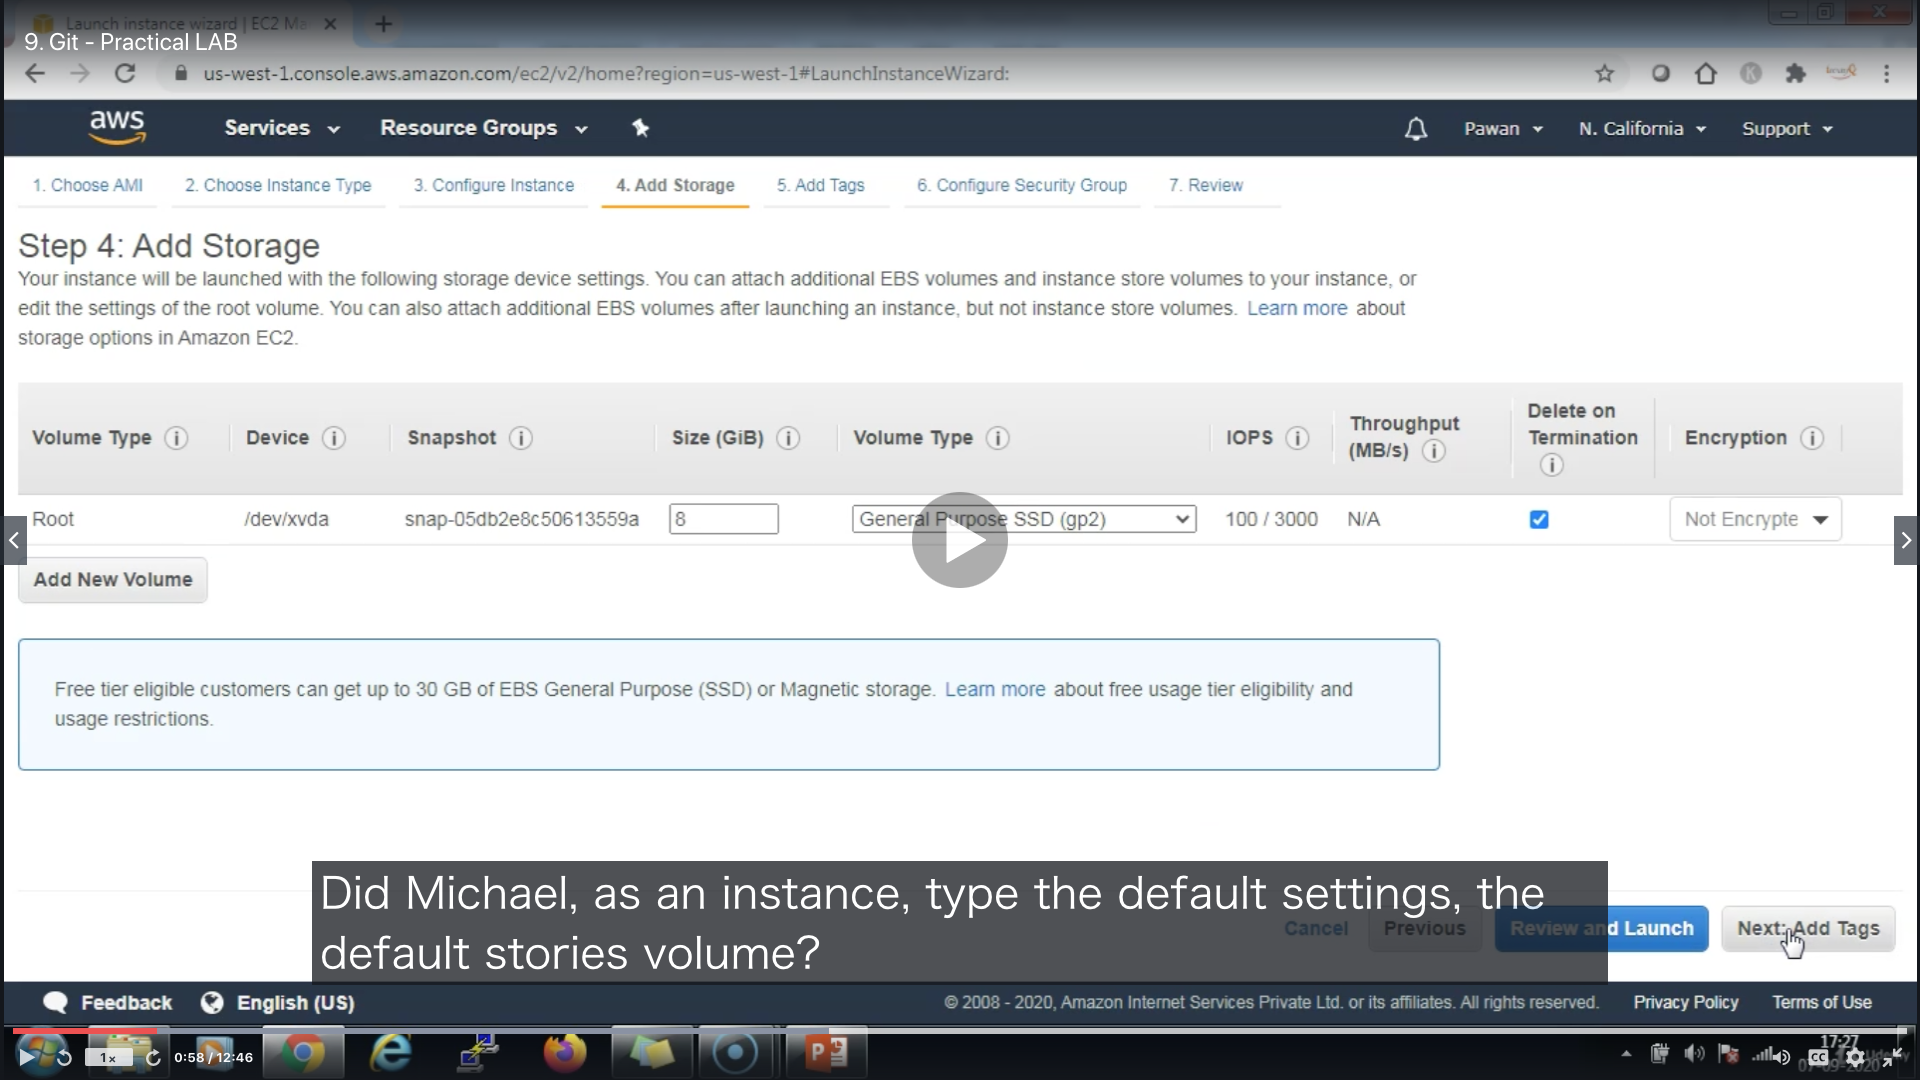 Launch instance wizard | EC2 Ma
9. Git - Practical LAB
us-west-1.console.aws.amazon.com/ec2/v2/home?region=us-west-1#LaunchInstanceWizard:
aws Services Resource Groups Pawan N. California Support
1. Choose AMI 2. Choose Instance Type 3. Configure Instance 4. Add Storage 5. Add Tags 6. Configure Security Group 7. Review
Step 4: Add Storage
Your instance will be launched with the following storage device settings. You can attach additional EBS volumes and instance store volumes to your instance, or
edit the settings of the root volume. You can also attach additional EBS volumes after launching an instance, but not instance store volumes. Learn more about
storage options in Amazon EC2.
Volume Type Device Snapshot Size (GiB) Volume Type IOPS Throughput (MB/s) Delete on Termination Encryption
Root /dev/xvda snap-05db2e8c50613559a 8 General Purpose SSD (gp2) 100 / 3000 N/A Not Encrypte
Add New Volume
Free tier eligible customers can get up to 30 GB of EBS General Purpose (SSD) or Magnetic storage. Learn more about free usage tier eligibility and
usage restrictions.
Did Michael, as an instance, type the default settings, the
default stories volume?
Cancel Previous Review and Launch Next: Add Tags
Feedback English (US) © 2008 - 2020, Amazon Internet Services Private Ltd. or its affiliates. All rights reserved. Privacy Policy Terms of Use
1x 0:58 / 12:46 17:27
CC 07-09-2020